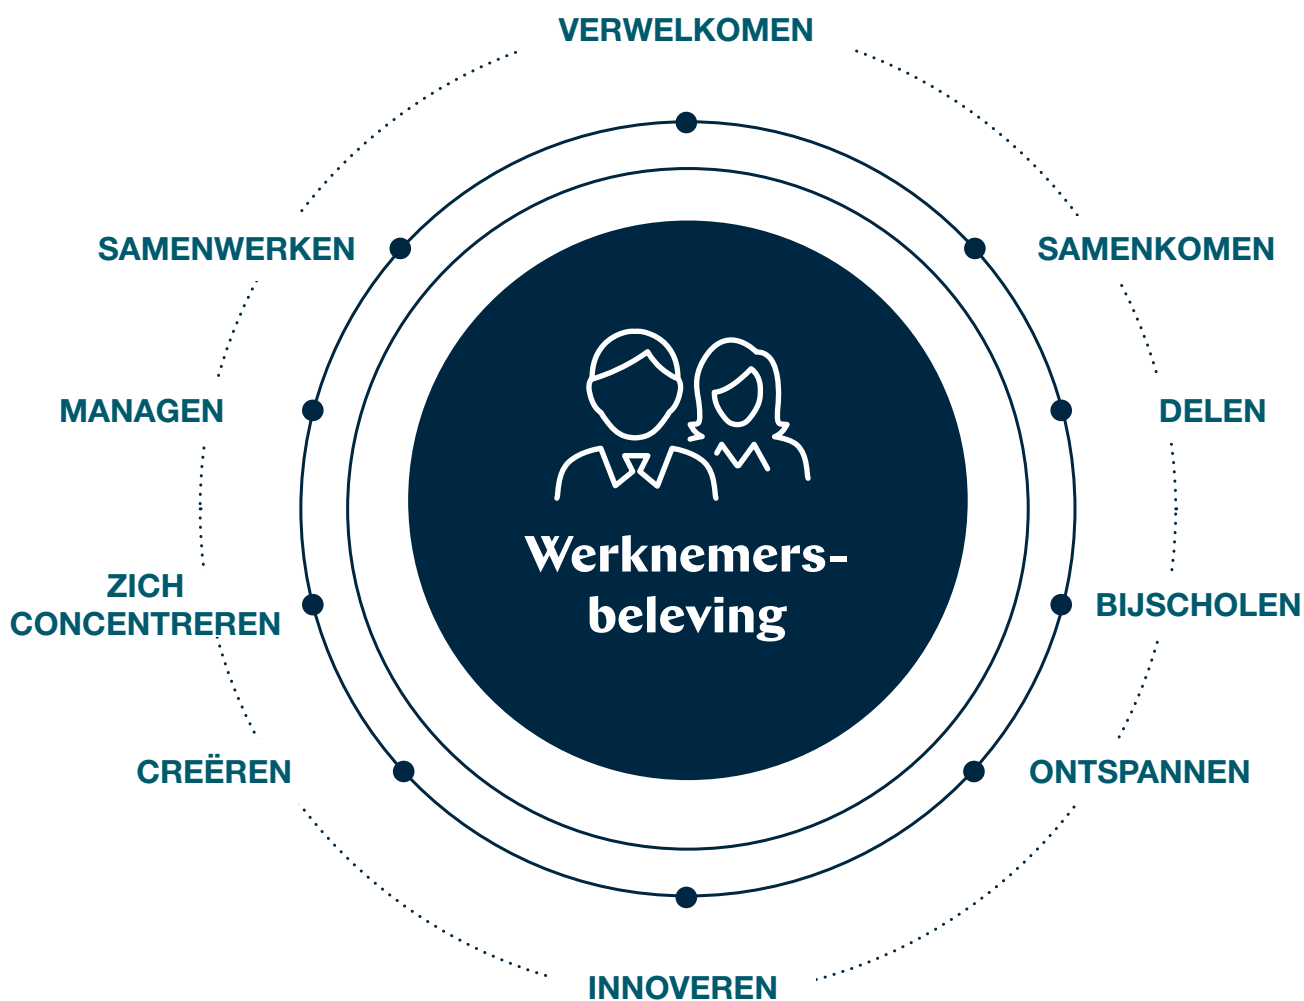 VERWELKOMEN
SAMENWERKEN
SAMENKOMEN
MANAGEN
DELEN
Werknemers-
beleving
ZICH
CONCENTREREN
BIJSCHOLEN
CREËREN
ONTSPANNEN
INNOVEREN